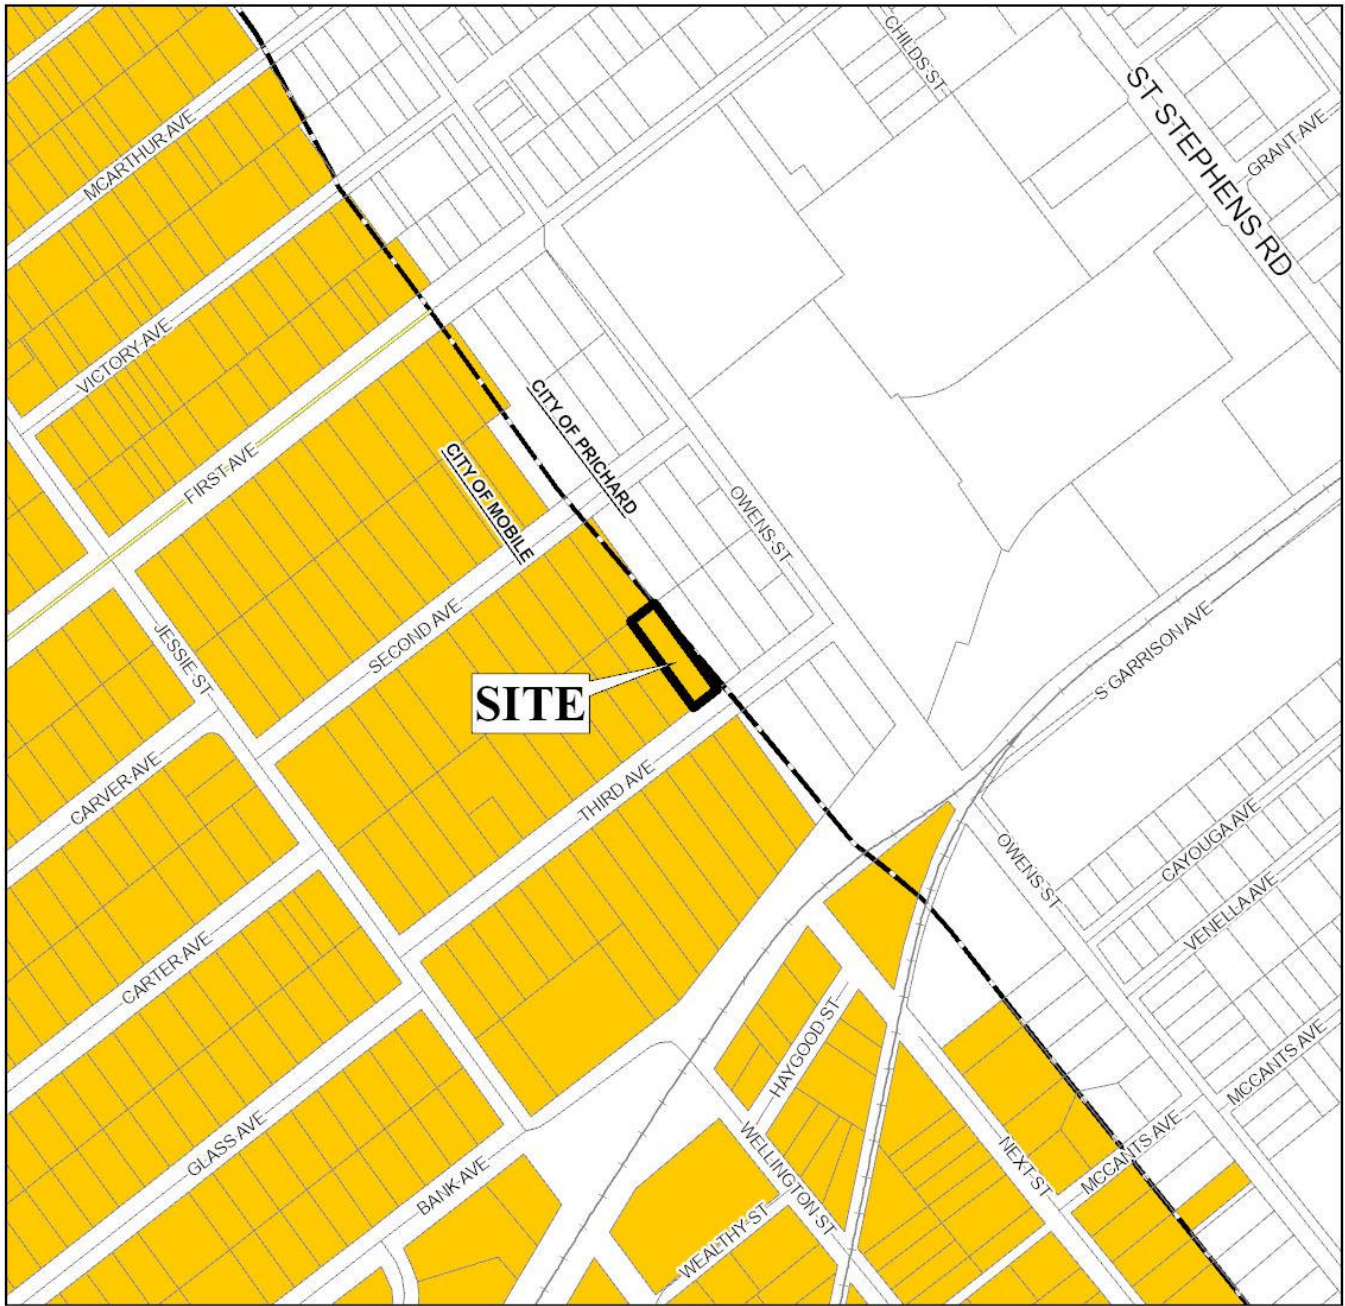 CHILDS ST
ST STEPHENS RD
GRANT AVE
MCARTHUR AVE
VICTORY AVE
CITY OF PRICHARD
CITY OF MOBILE
FIRST AVE
OWENS ST
SECOND AVE
JESSIE ST
S GARRISON AVE
SITE
CARVER AVE
THIRD AVE
OWENS ST
CAYOUGA AVE
VENELLA AVE
CARTER AVE
HAYGOOD ST
MCCANTS AVE
GLASS AVE
NEXT ST
MCCANTS AVE
WELLINGTON ST
BANK AVE
WEALTHY ST